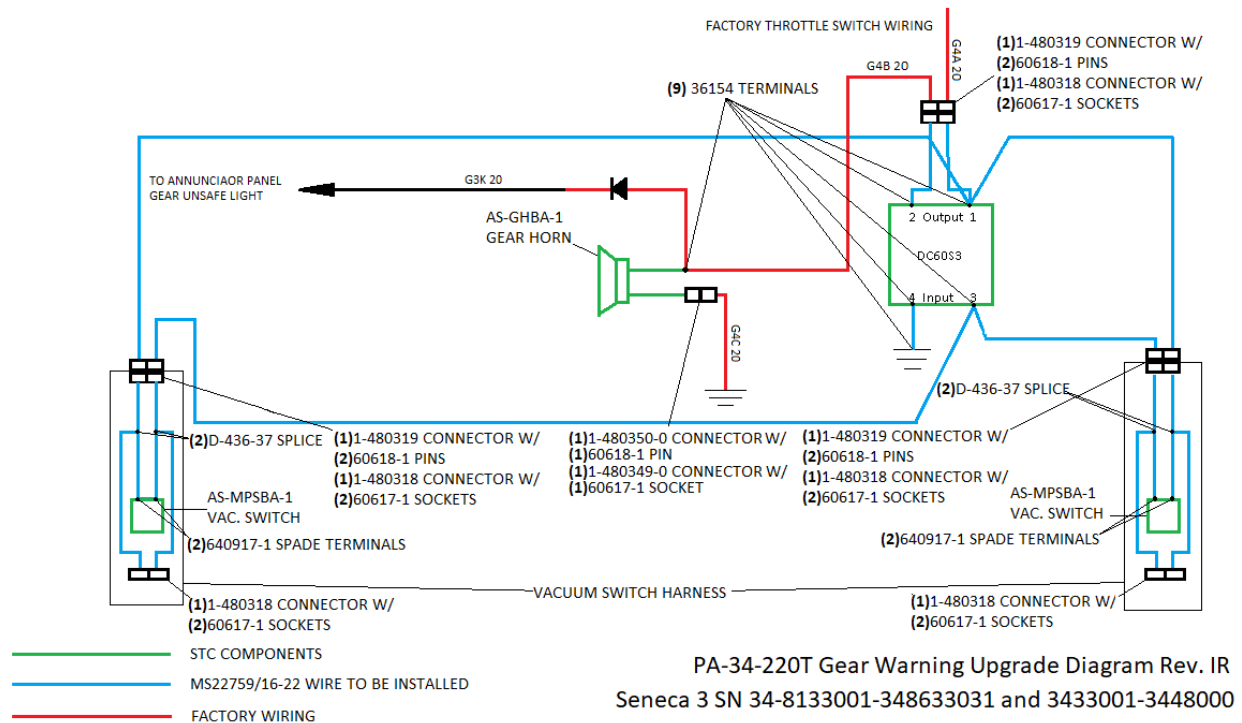 FACTORY THROTTLE SWITCH WIRING
G4A 20
(1)1-480319 CONNECTOR W/
(2)60618-1 PINS
(1)1-480318 CONNECTOR W/
(2)60617-1 SOCKETS
G4B 20
(9) 36154 TERMINALS
TO ANNUNCIAOR PANEL
GEAR UNSAFE LIGHT
G3K 20
AS-GHBA-1
GEAR HORN
2 Output 1
DC60S3
4 Input 3
G4C 20
(2)D-436-37 SPLICE
(1)1-480319 CONNECTOR W/
(2)60618-1 PINS
(1)1-480318 CONNECTOR W/
(2)60617-1 SOCKETS
(1)1-480350-0 CONNECTOR W/
(1)60618-1 PIN
(1)1-480349-0 CONNECTOR W/
(1)60617-1 SOCKET
(1)1-480319 CONNECTOR W/
(2)60618-1 PINS
(1)1-480318 CONNECTOR W/
(2)60617-1 SOCKETS
(2)D-436-37 SPLICE
AS-MPSBA-1
VAC. SWITCH
AS-MPSBA-1
VAC. SWITCH
(2)640917-1 SPADE TERMINALS
(2)640917-1 SPADE TERMINALS
VACUUM SWITCH HARNESS
(1)1-480318 CONNECTOR W/
(2)60617-1 SOCKETS
(1)1-480318 CONNECTOR W/
(2)60617-1 SOCKETS
STC COMPONENTS
MS22759/16-22 WIRE TO BE INSTALLED
FACTORY WIRING
PA-34-220T Gear Warning Upgrade Diagram Rev. IR
Seneca 3 SN 34-8133001-348633031 and 3433001-3448000